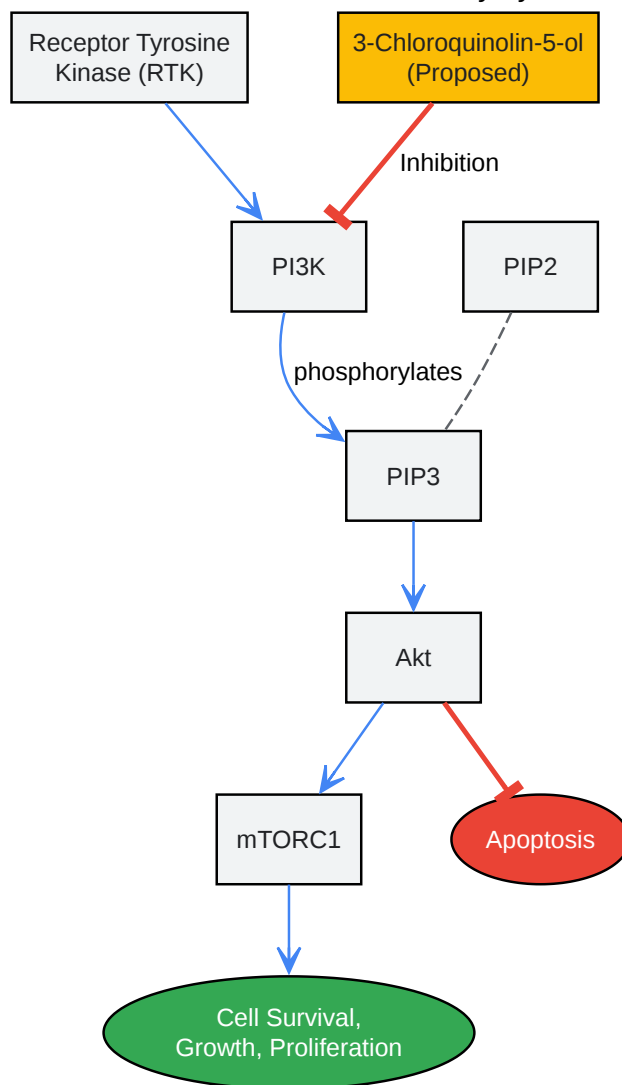 Receptor Tyrosine
Kinase (RTK)
3-Chloroquinolin-5-ol
(Proposed)
Inhibition
PI3K
PIP2
phosphorylates
PIP3
Akt
mTORC1
Apoptosis
Cell Survival,
Growth, Proliferation